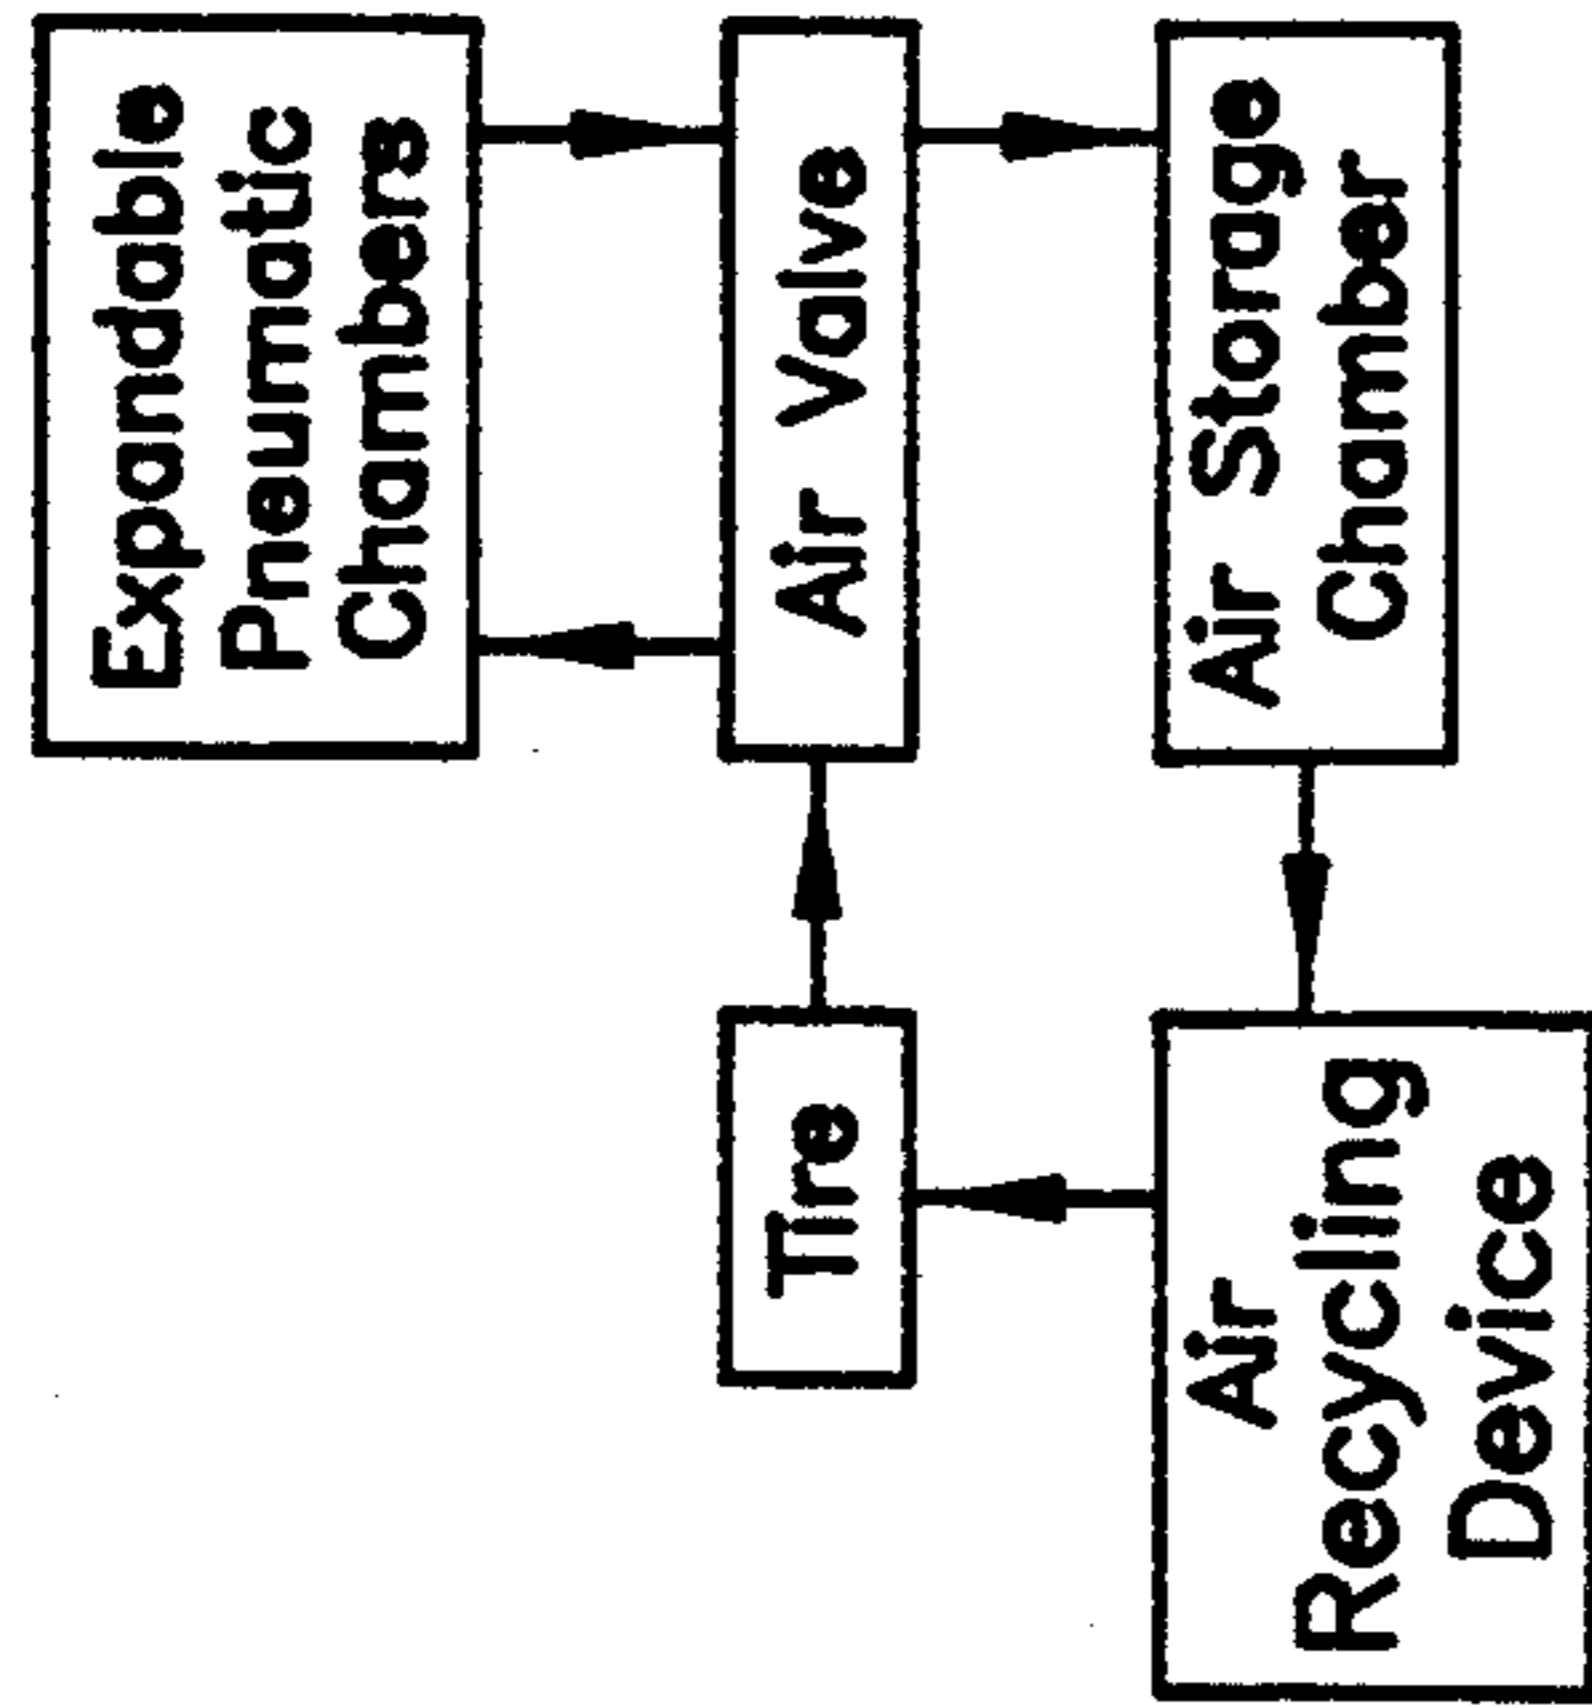 Expandable
Pneumatic
Chambers
Tire
Air Valve
Air
Recycling
Device
Air Storage
Chamber